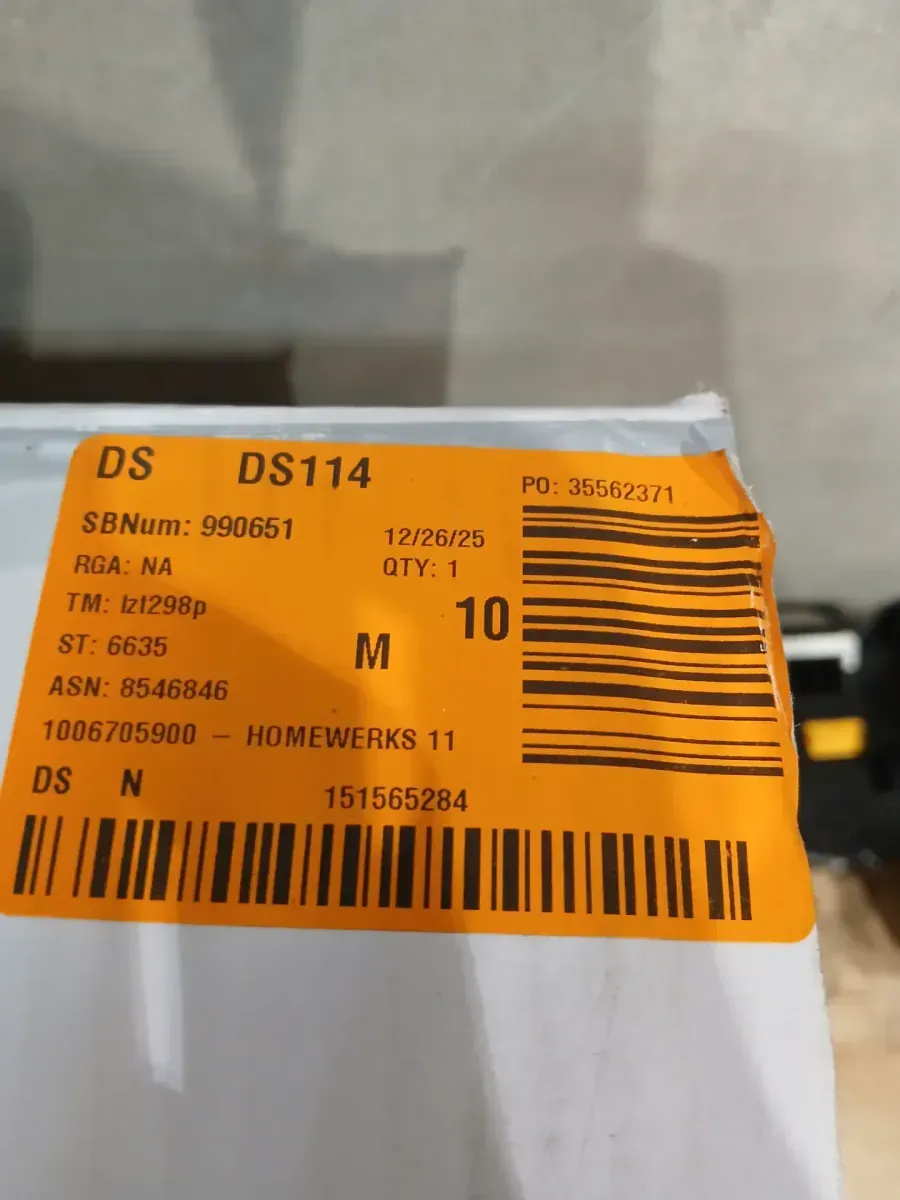 DS DS114
PO: 35562371
SBNum: 990651 12/26/25
RGA: NA QTY: 1
TM: lzt298p
10
ST: 6635 M
ASN: 8546846
1006705900 – HOMEWERKS 11
DS N 151565284